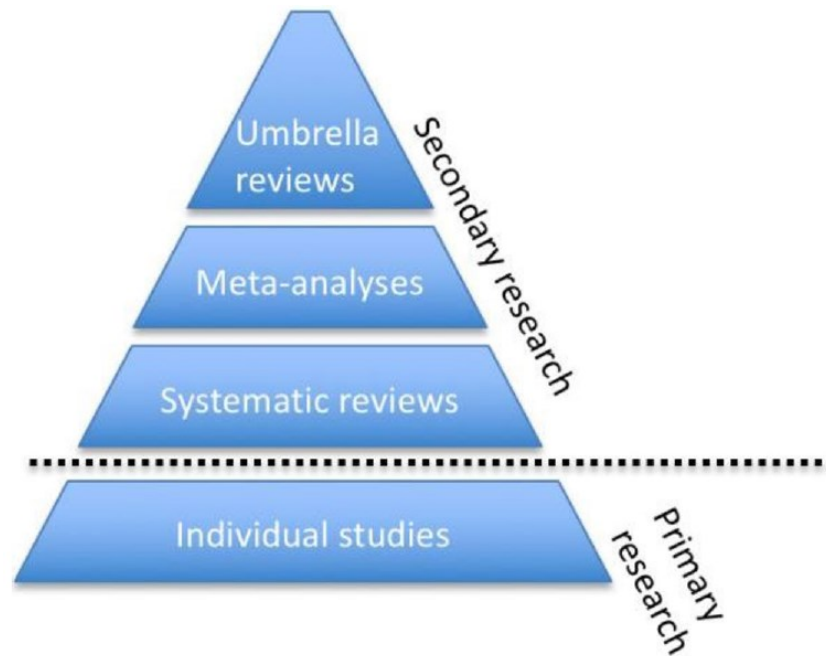 Umbrella
reviews
Secondary research
Meta-analyses
Systematic reviews
Individual studies
Primary
research